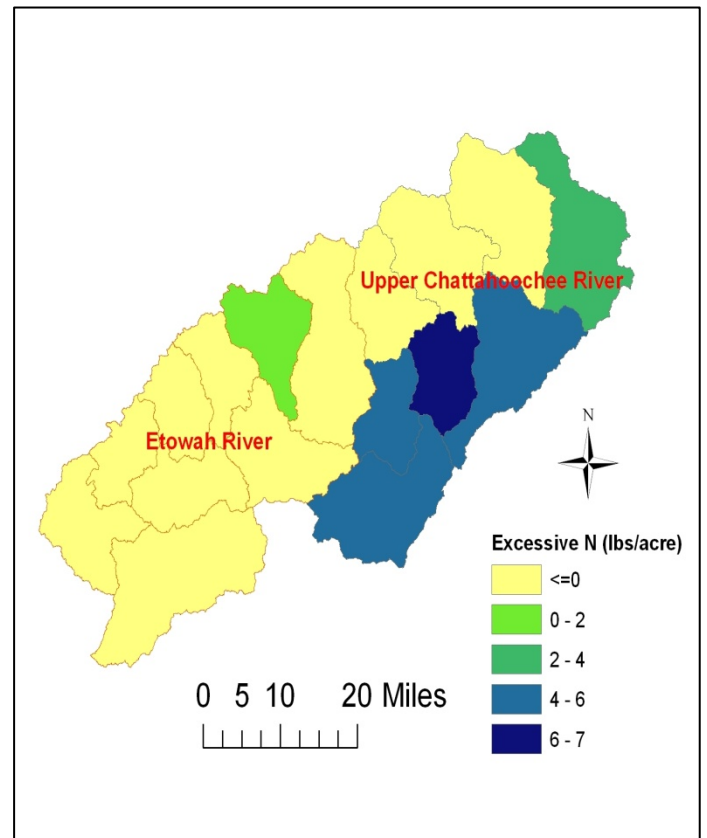 Upper Chattahoochee River
Etowah River
N
Excessive N (lbs/acre)
<=0
0 - 2
2 - 4
4 - 6
6 - 7
0 5 10 20 Miles